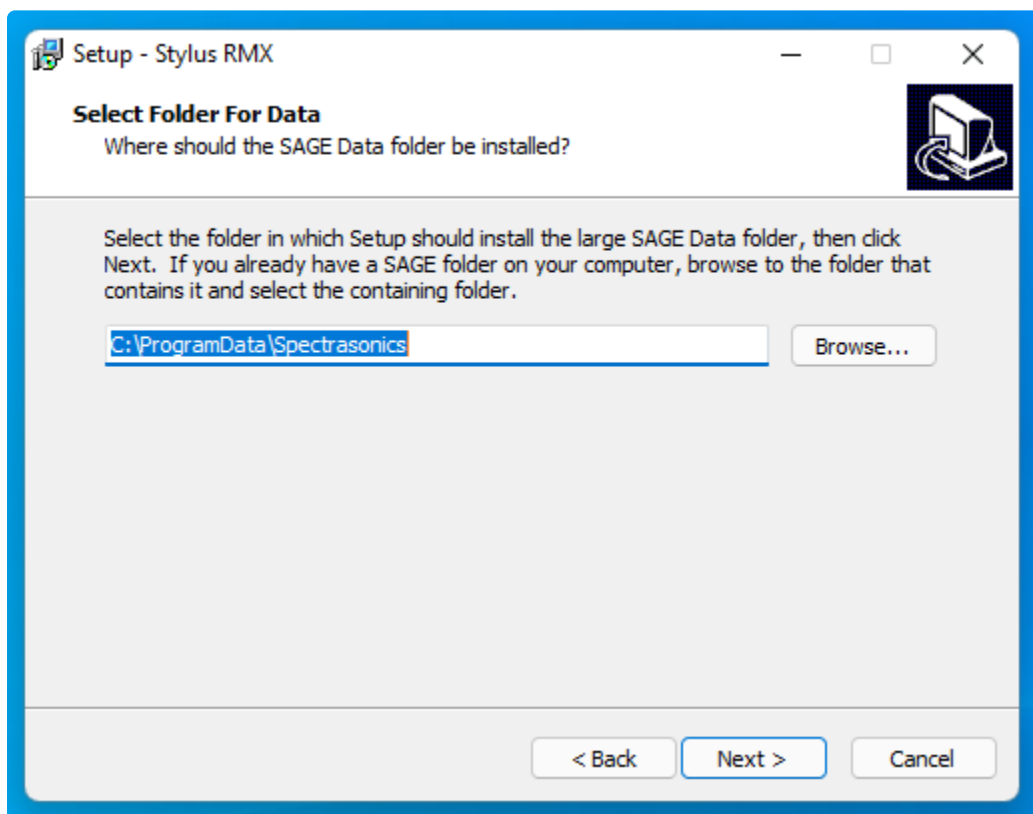 Setup - Stylus RMX
Select Folder For Data
Where should the SAGE Data folder be installed?
Select the folder in which Setup should install the large SAGE Data folder, then click
Next.  If you already have a SAGE folder on your computer, browse to the folder that
contains it and select the containing folder.
C:\ProgramData\Spectrasonics
Browse...
< Back
Next >
Cancel